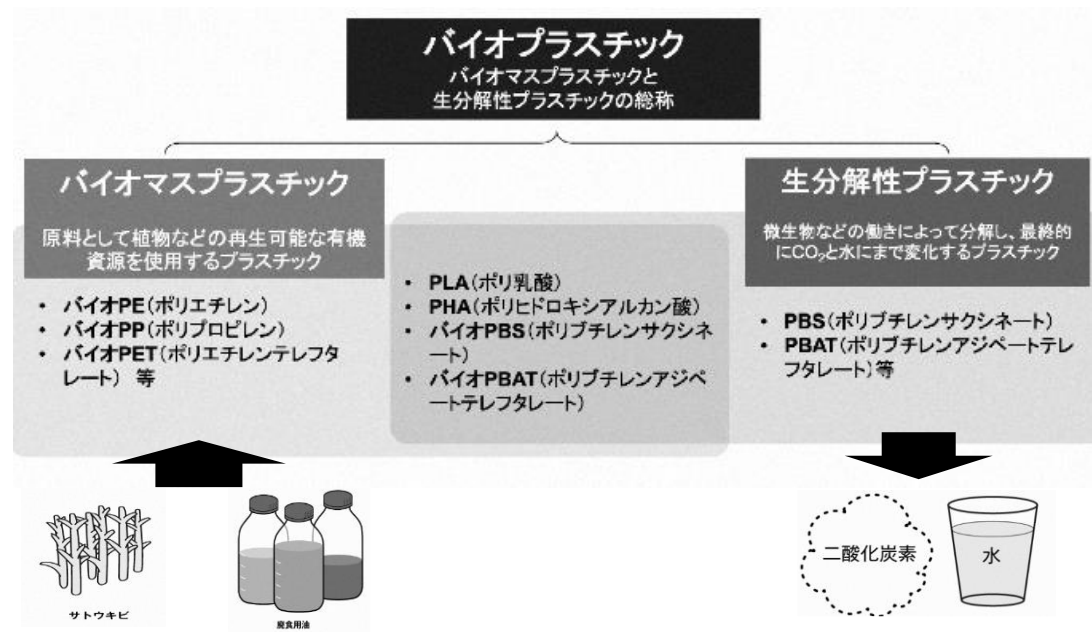 バイオプラスチック
バイオマスプラスチックと
生分解性プラスチックの総称
バイオマスプラスチック
原料として植物などの再生可能な有機
資源を使用するプラスチック
• バイオPE(ポリエチレン)
• バイオPP(ポリプロピレン)
• バイオPET(ポリエチレンテレフタ
レート) 等
• PLA(ポリ乳酸)
• PHA(ポリヒドロキシアルカン酸)
• バイオPBS(ポリブチレンサクシネ
ート)
• バイオPBAT(ポリブチレンアジペ
ートテレフタレート)
生分解性プラスチック
微生物などの働きによって分解し、最終的
にCO₂と水にまで変化するプラスチック
• PBS(ポリブチレンサクシネート)
• PBAT(ポリブチレンアジペートテレ
フタレート)等
サトウキビ
廃食用油
二酸化炭素
水